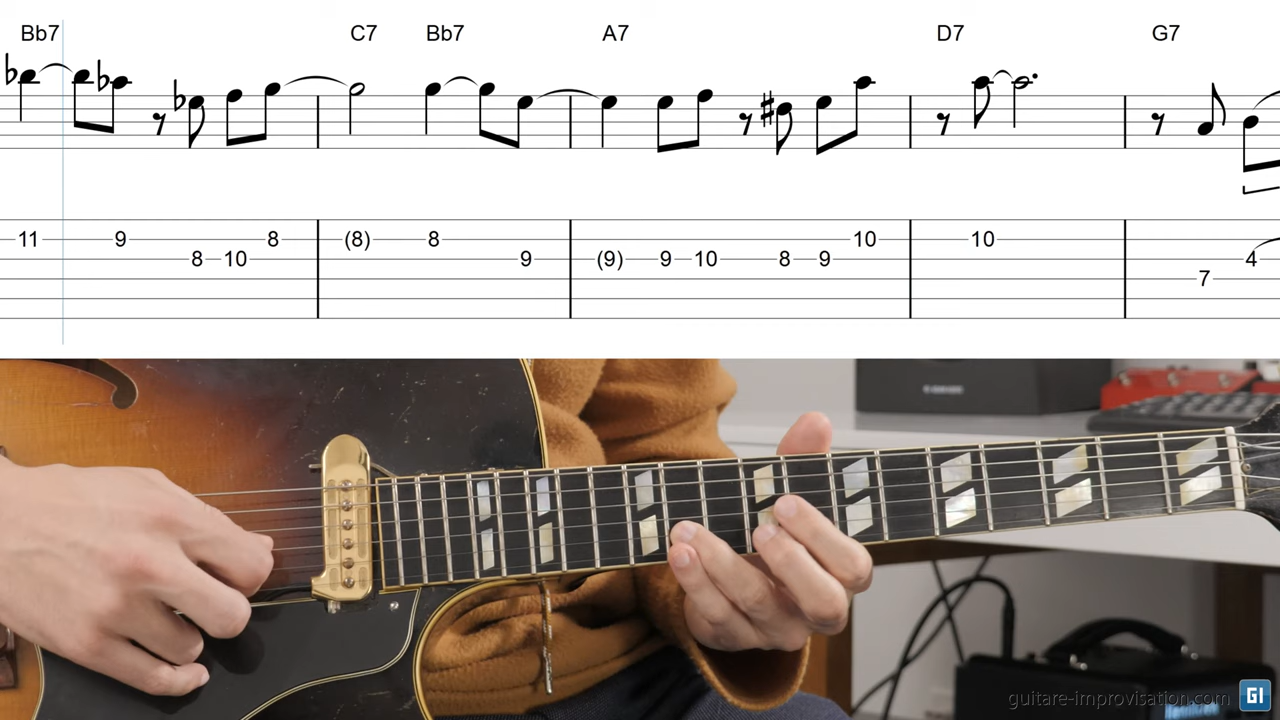 Bb7 C7 Bb7 A7 D7 G7
11 9 8 (8) 8 10 10
8 10 9 (9) 9 10 8 9 4
7
guitare-improvisation.com GI